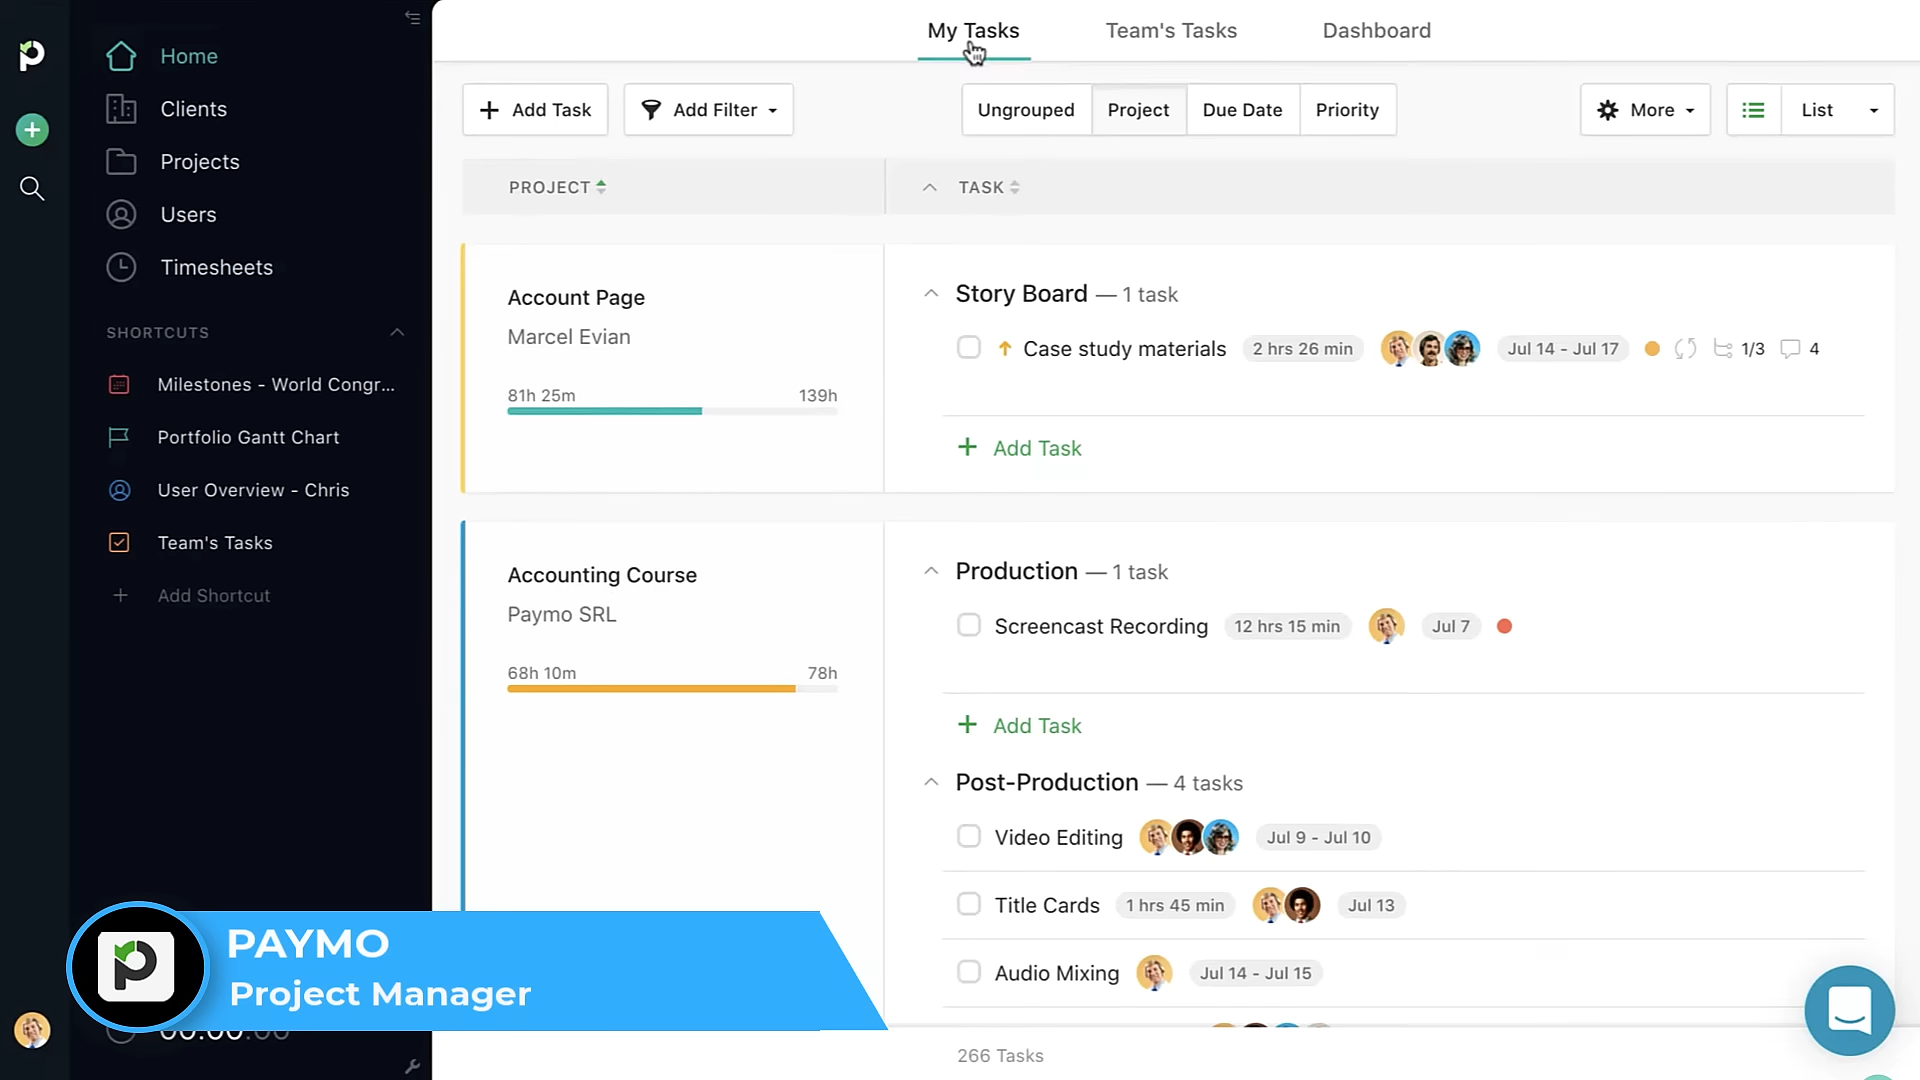 My Tasks
Team's Tasks
Dashboard
Home
Clients
Projects
Users
Timesheets
SHORTCUTS
Milestones - World Congr...
Portfolio Gantt Chart
User Overview - Chris
Team's Tasks
Add Shortcut
Add Task
Add Filter
Ungrouped
Project
Due Date
Priority
More
List
PROJECT
TASK
Account Page
Marcel Evian
81h 25m 139h
Story Board — 1 task
Case study materials 2 hrs 26 min Jul 14 - Jul 17 1/3 4
Add Task
Accounting Course
Paymo SRL
68h 10m 78h
Production — 1 task
Screencast Recording 12 hrs 15 min Jul 7
Add Task
Post-Production — 4 tasks
Video Editing Jul 9 - Jul 10
Title Cards 1 hrs 45 min Jul 13
Audio Mixing Jul 14 - Jul 15
266 Tasks
PAYMO
Project Manager